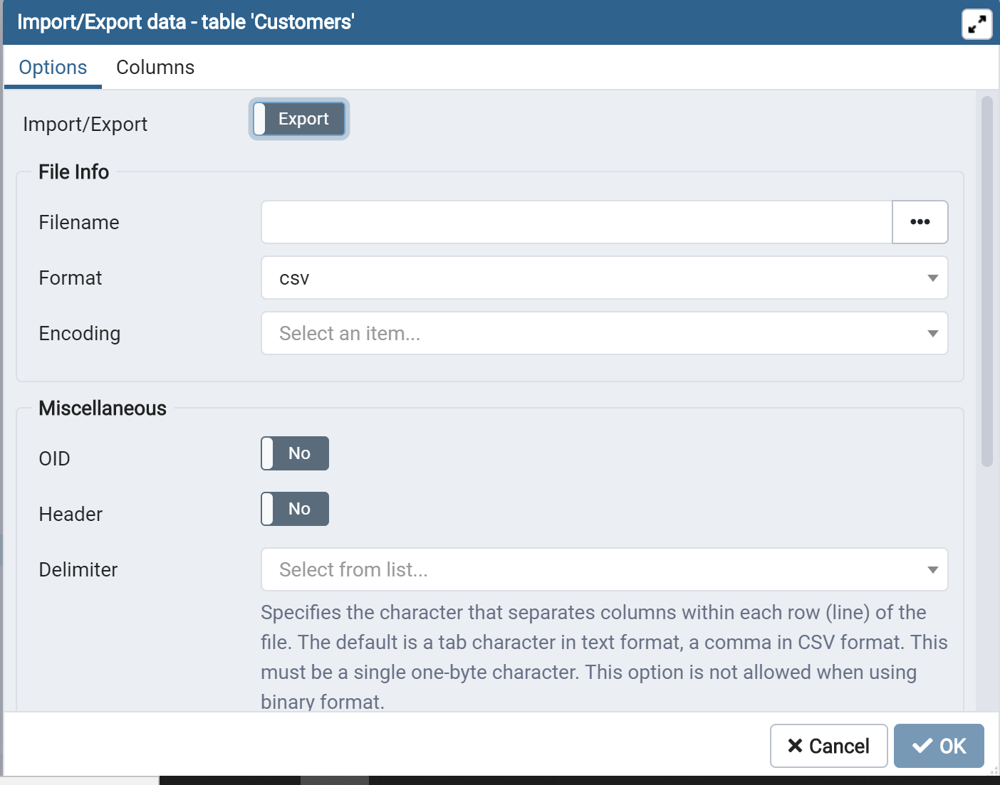 Import/Export data - table 'Customers'
Options Columns
Import/Export Export
File Info
Filename •••
Format csv
Encoding Select an item...
Miscellaneous
OID No
Header No
Delimiter Select from list...
Specifies the character that separates columns within each row (line) of the
file. The default is a tab character in text format, a comma in CSV format. This
must be a single one-byte character. This option is not allowed when using
binary format.
Cancel OK